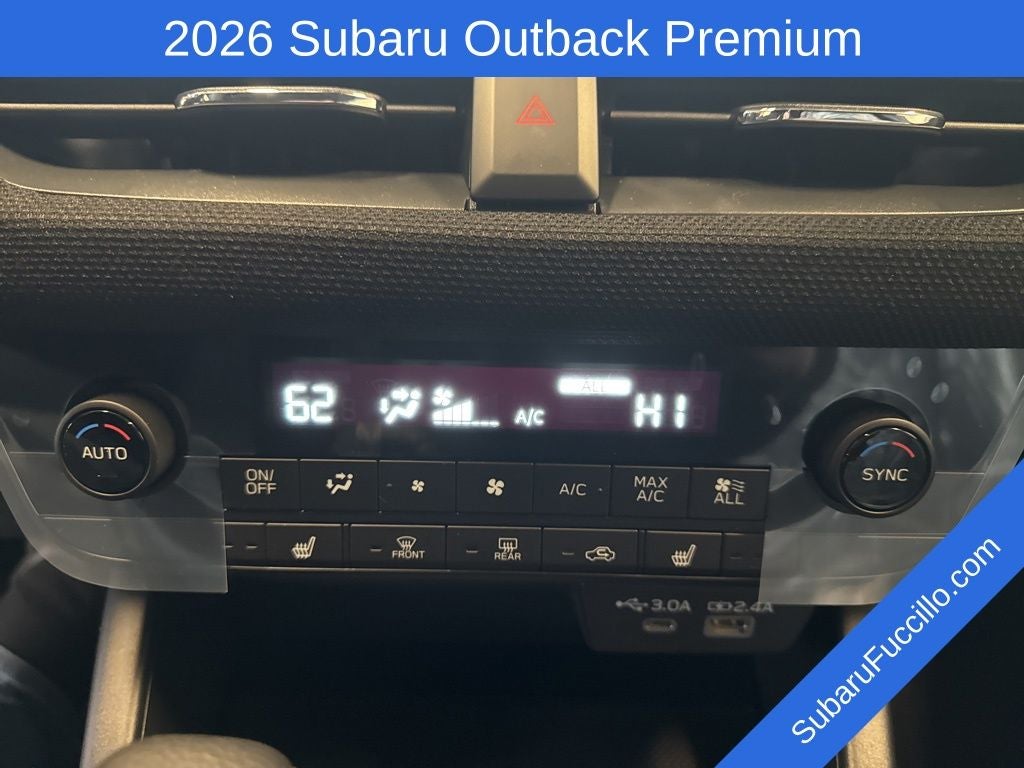 2026 Subaru Outback Premium
62
A/C
ALL
HI
AUTO
SYNC
ON/
OFF
A/C
MAX
A/C
ALL
FRONT
REAR
3.0A
2.4A
SubaruFuccillo.com